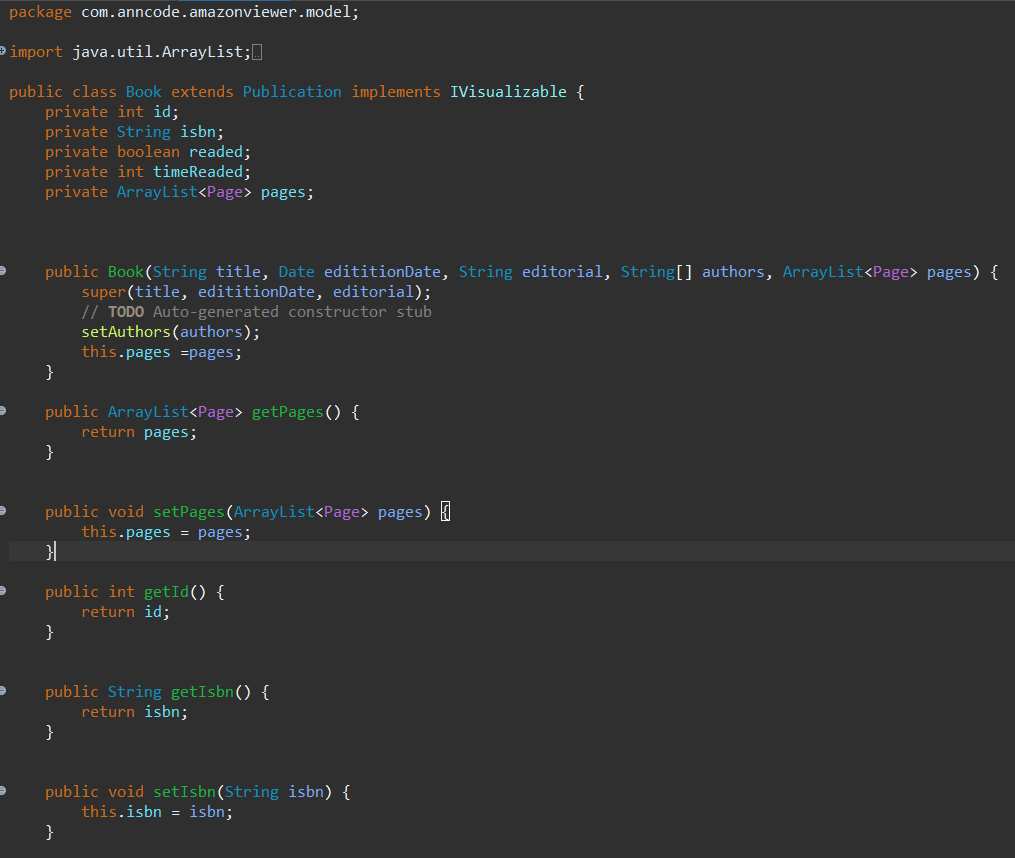 package com.anncode.amazonviewer.model;
import java.util.ArrayList;
public class Book extends Publication implements IVisualizable {
    private int id;
    private String isbn;
    private boolean readed;
    private int timeReaded;
    private ArrayList<Page> pages;
    public Book(String title, Date edititionDate, String editorial, String[] authors, ArrayList<Page> pages) {
        super(title, edititionDate, editorial);
        // TODO Auto-generated constructor stub
        setAuthors(authors);
        this.pages =pages;
    }
    public ArrayList<Page> getPages() {
        return pages;
    }
    public void setPages(ArrayList<Page> pages) {
        this.pages = pages;
    }
    public int getId() {
        return id;
    }
    public String getIsbn() {
        return isbn;
    }
    public void setIsbn(String isbn) {
        this.isbn = isbn;
    }